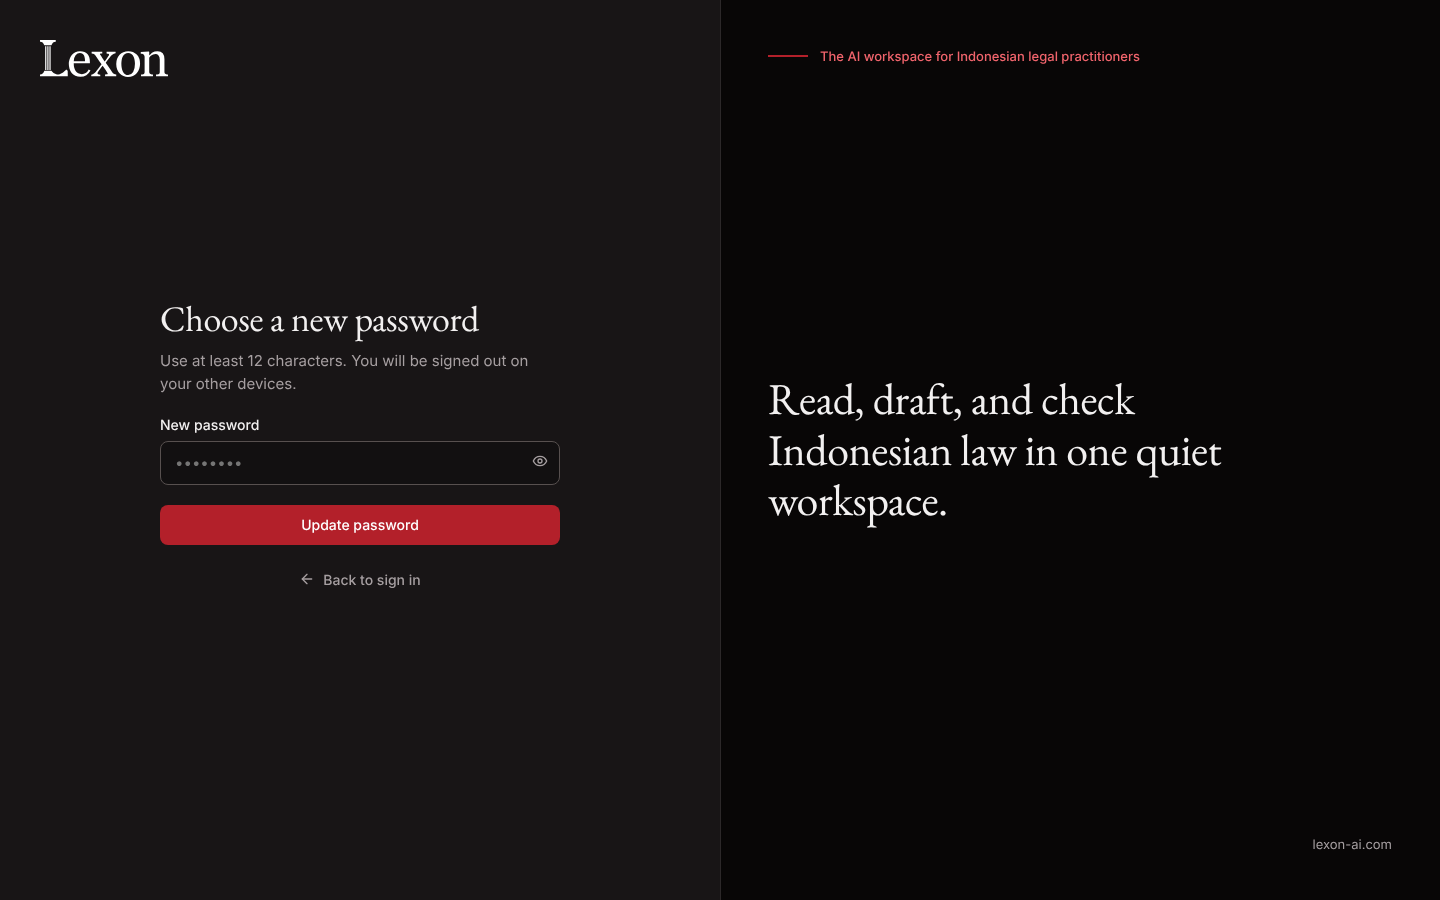 Lexon
Choose a new password
Use at least 12 characters. You will be signed out on
your other devices.
New password
••••••••
Update password
← Back to sign in
The AI workspace for Indonesian legal practitioners
Read, draft, and check
Indonesian law in one quiet
workspace.
lexon-ai.com